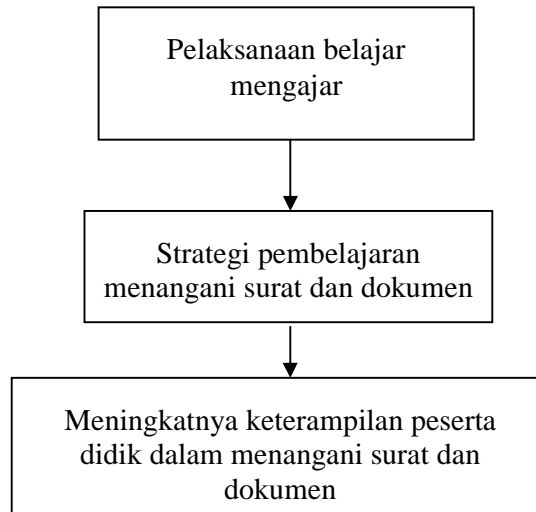 Pelaksanaan belajar
mengajar
Strategi pembelajaran
menangani surat dan dokumen
Meningkatnya keterampilan peserta
didik dalam menangani surat dan
dokumen